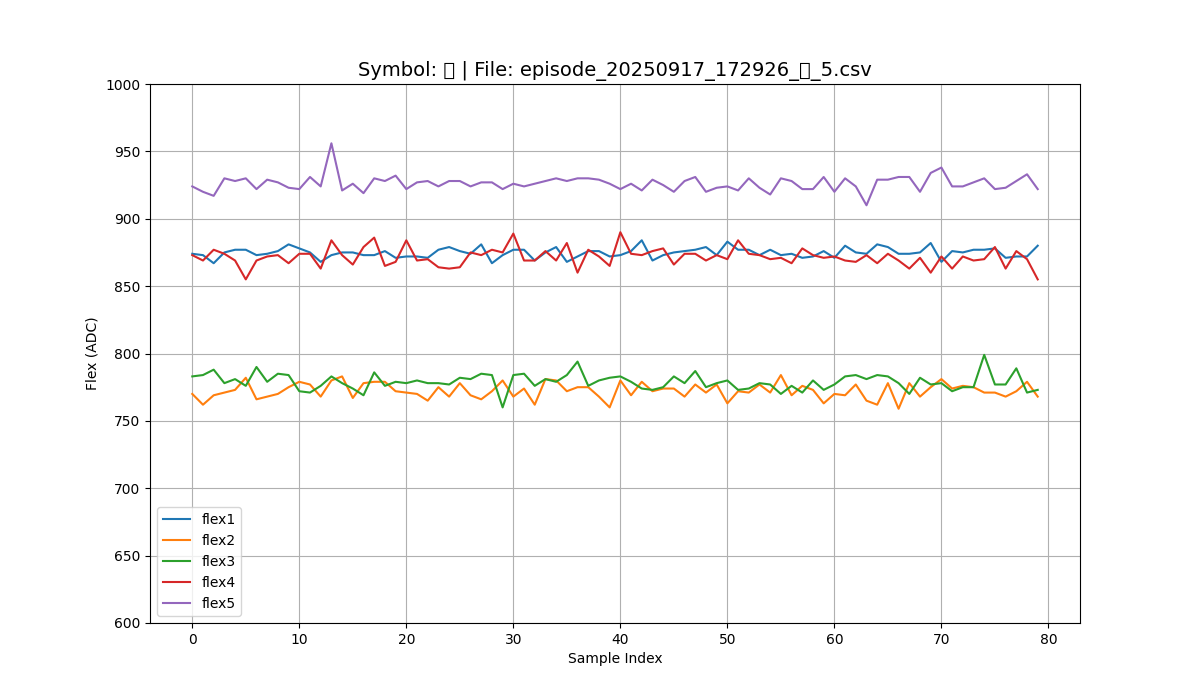 Symbol: ▯ | File: episode_20250917_172926_▯_5.csv
1000
950
900
850
800
750
700
650
600
Flex (ADC)
flex1
flex2
flex3
flex4
flex5
0 10 20 30 40 50 60 70 80
Sample Index